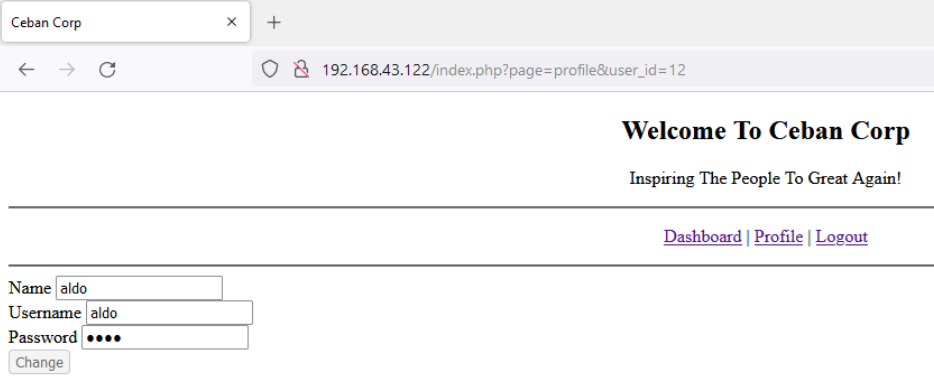 Ceban Corp
192.168.43.122/index.php?page=profile&user_id=12
Welcome To Ceban Corp
Inspiring The People To Great Again!
Dashboard | Profile | Logout
Name aldo
Username aldo
Password ●●●●
Change